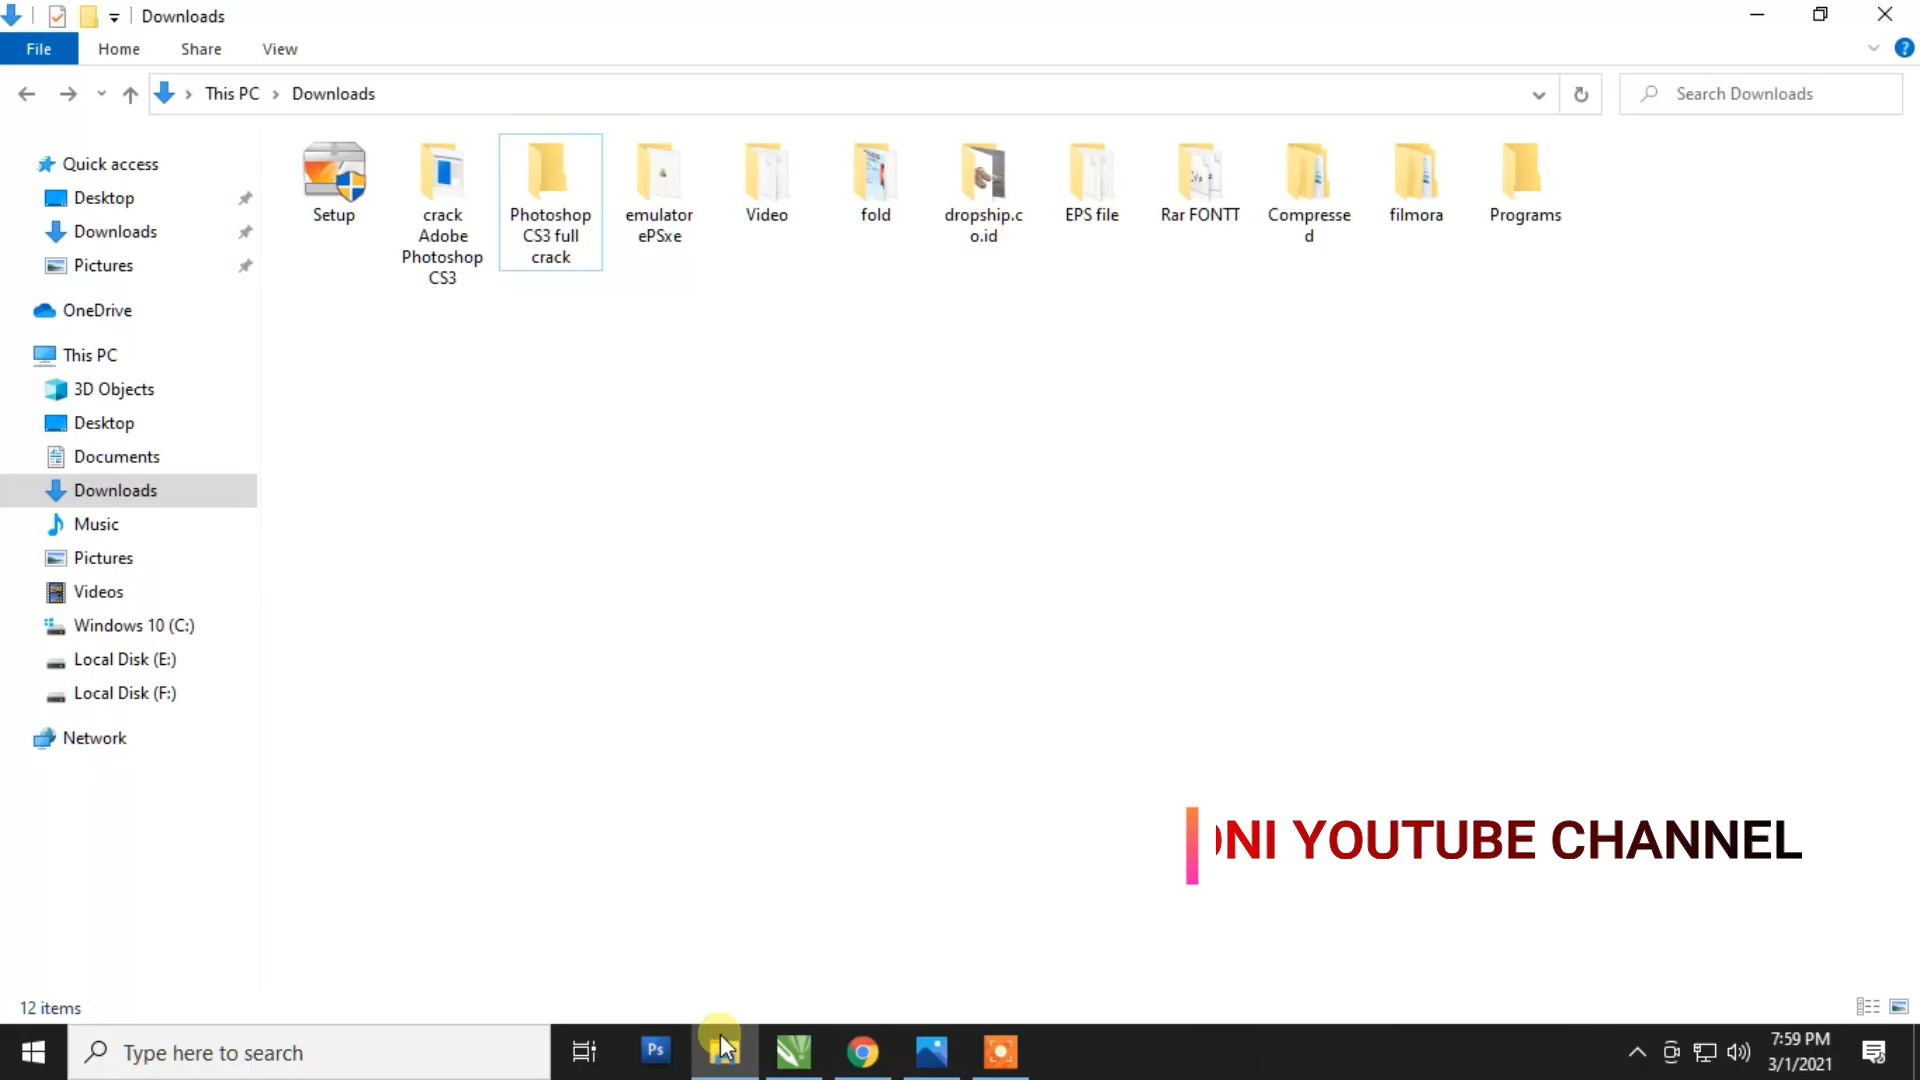 Downloads
File Home Share View
This PC Downloads
Search Downloads
Quick access
Desktop
Downloads
Pictures
OneDrive
This PC
3D Objects
Desktop
Documents
Downloads
Music
Pictures
Videos
Windows 10 (C:)
Local Disk (E:)
Local Disk (F:)
Network
Setup
crack
Adobe
Photoshop
CS3
Photoshop
CS3 full
crack
emulator
ePSxe
Video
fold
dropship.c
o.id
EPS file
Rar FONTT
Compresse
d
filmora
Programs
NI YOUTUBE CHANNEL
12 items
Type here to search
Ps
7:59 PM
3/1/2021